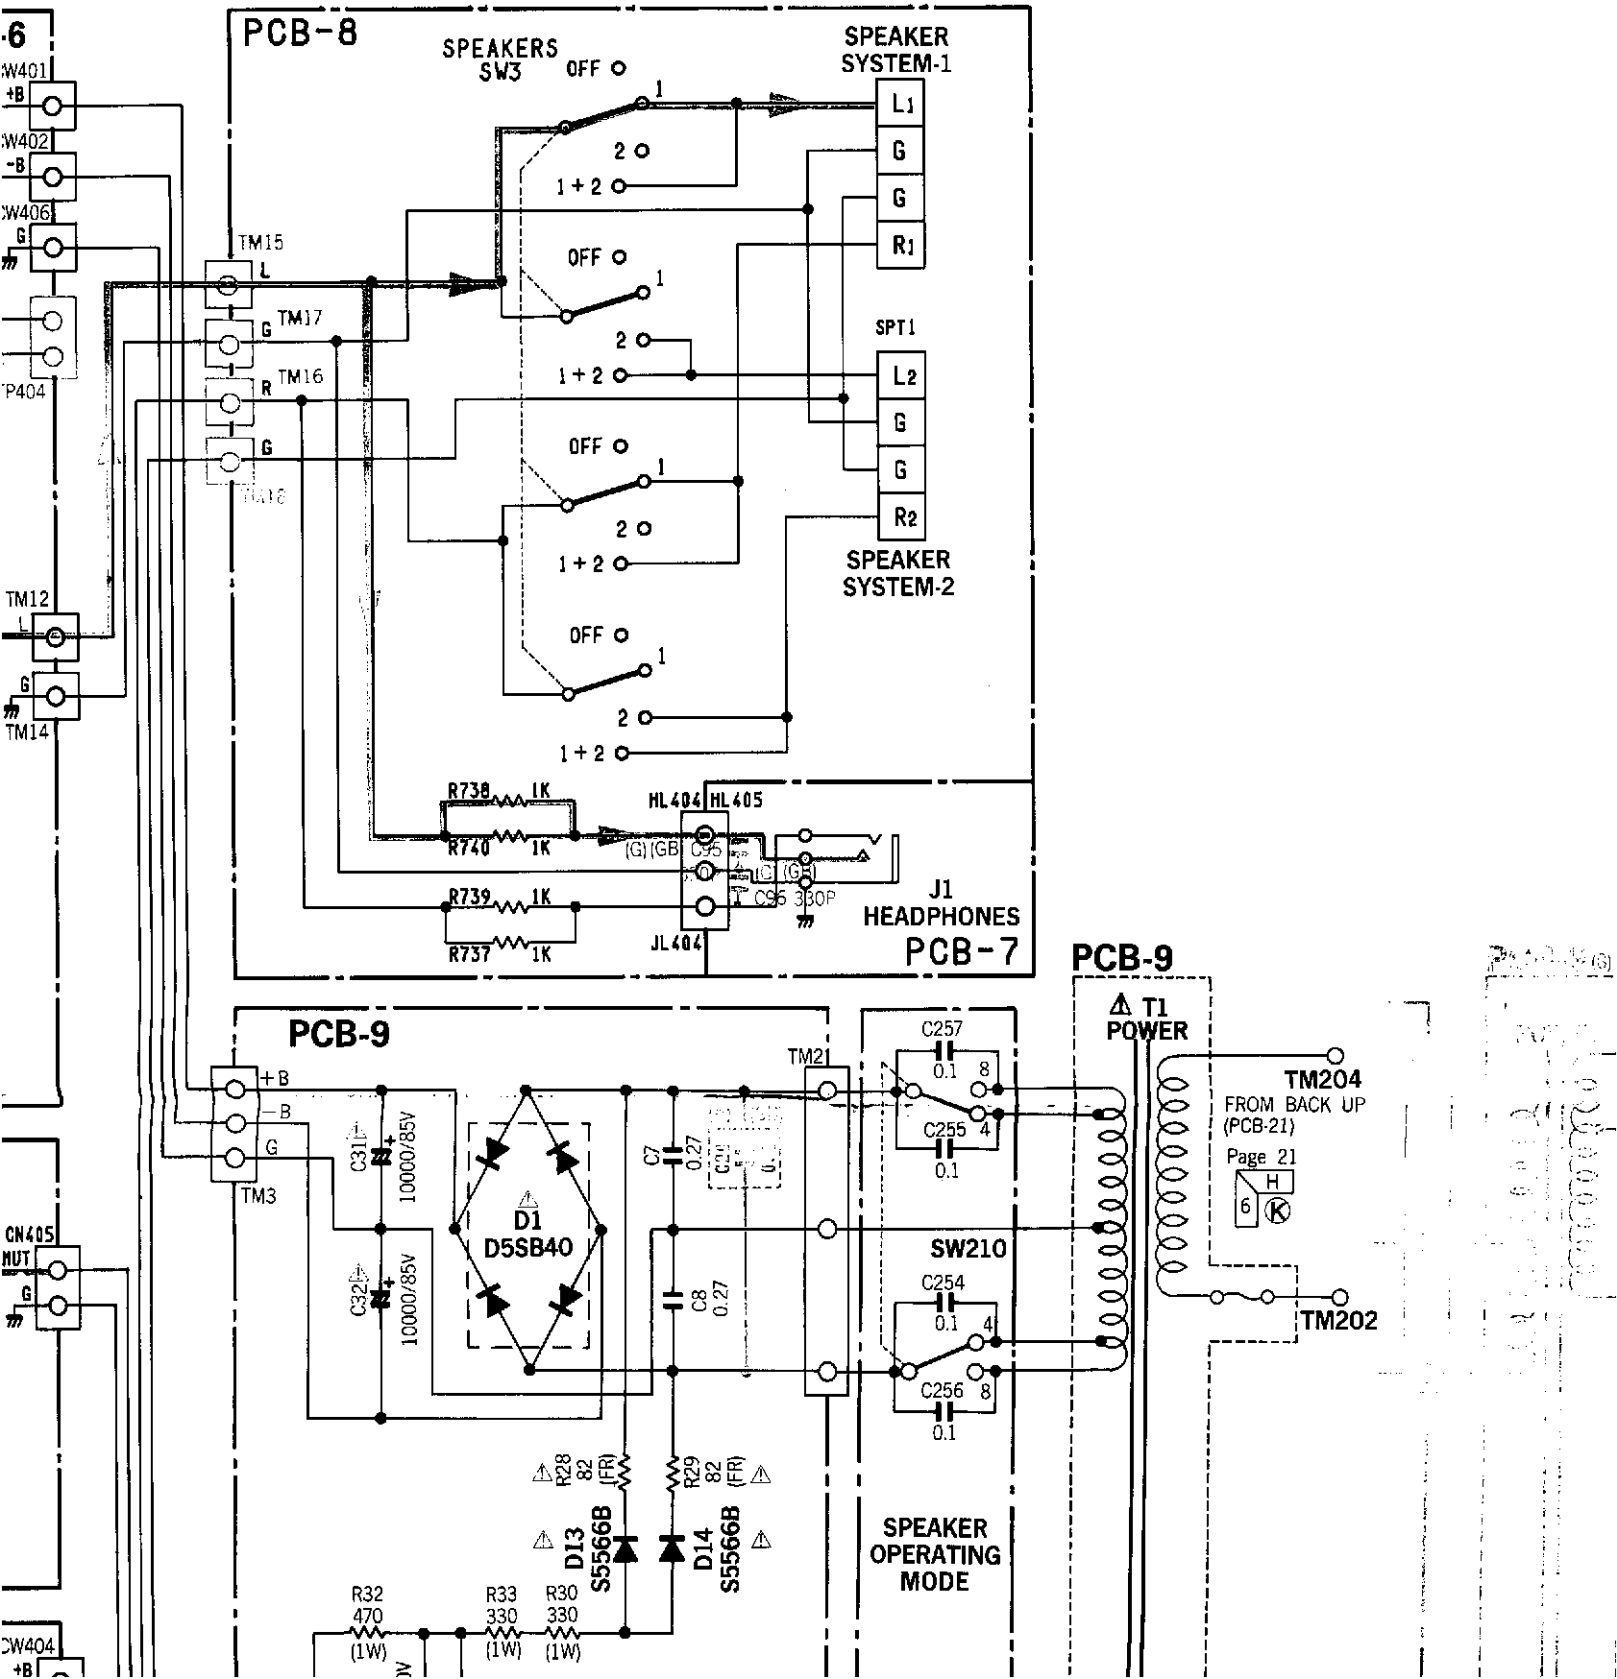 -6
PCB-8
SPEAKERS
SW3
OFF
1
2
1+2
SPEAKER
SYSTEM-1
L1
G
G
R1
W401
+B
W402
-B
W406
G
TM15
L
G
TM17
R
TM16
G
TM18
P404
OFF
1
2
1+2
SPT1
L2
G
G
R2
SPEAKER
SYSTEM-2
OFF
1
2
1+2
OFF
1
2
1+2
TM12
L
G
TM14
R738 1K
R740 1K
R739 1K
R737 1K
HL404 HL405
(G) (GB) C95
(G) (GB)
C96 330P
JL404
J1
HEADPHONES
PCB-7
PCB-9
+B
-B
G
TM3
TM2
C31
+
10000/85V
C32
+
10000/85V
D1
D5SB40
C7
0.27
C8
0.27
R28
82
(FR)
R29
82
(FR)
D13
S5566B
D14
S5566B
R32
470
(1W)
R33
330
(1W)
R30
330
(1W)
0V
C257
0.1
8
C255
0.1
4
SW210
C254
0.1
4
C256
0.1
8
SPEAKER
OPERATING
MODE
PCB-9
T1
POWER
TM204
FROM BACK UP
(PCB-21)
Page 21
H
6
K
TM202
CN405
MUT
G
CW404
+B
(G)